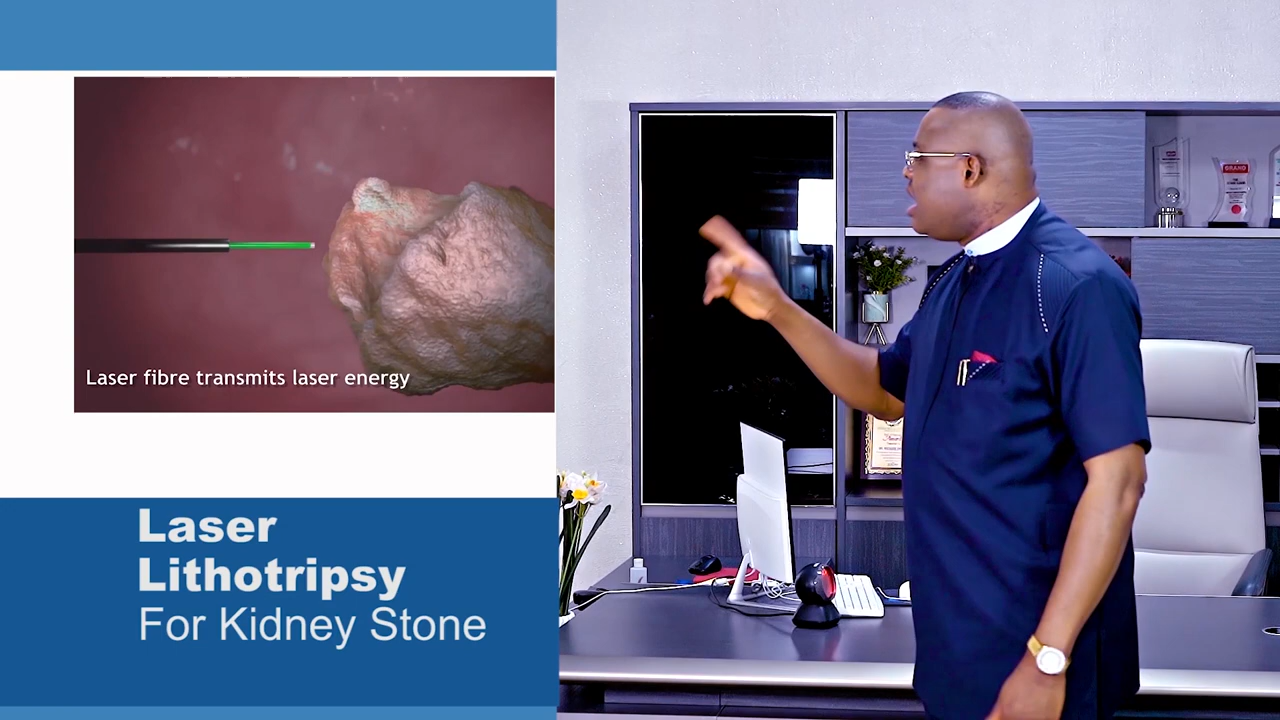 Laser fibre transmits laser energy
Laser
Lithotripsy
For Kidney Stone